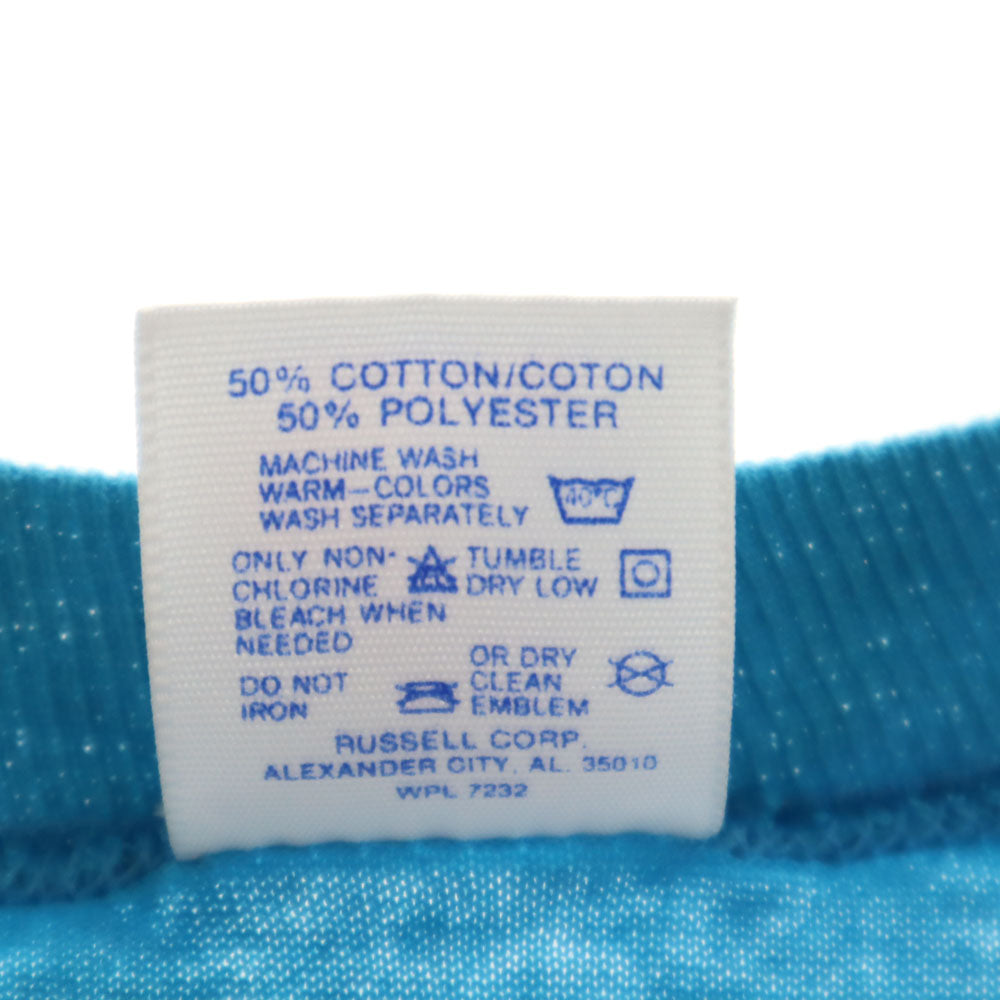 50% COTTON/COTON
50% POLYESTER
MACHINE WASH
WARM—COLORS
WASH SEPARATELY
40°C
ONLY NON-
CHLORINE
BLEACH WHEN
NEEDED
TUMBLE
DRY LOW
DO NOT
IRON
OR DRY
CLEAN
EMBLEM
RUSSELL CORP.
ALEXANDER CITY, AL. 35010
WPL 7232